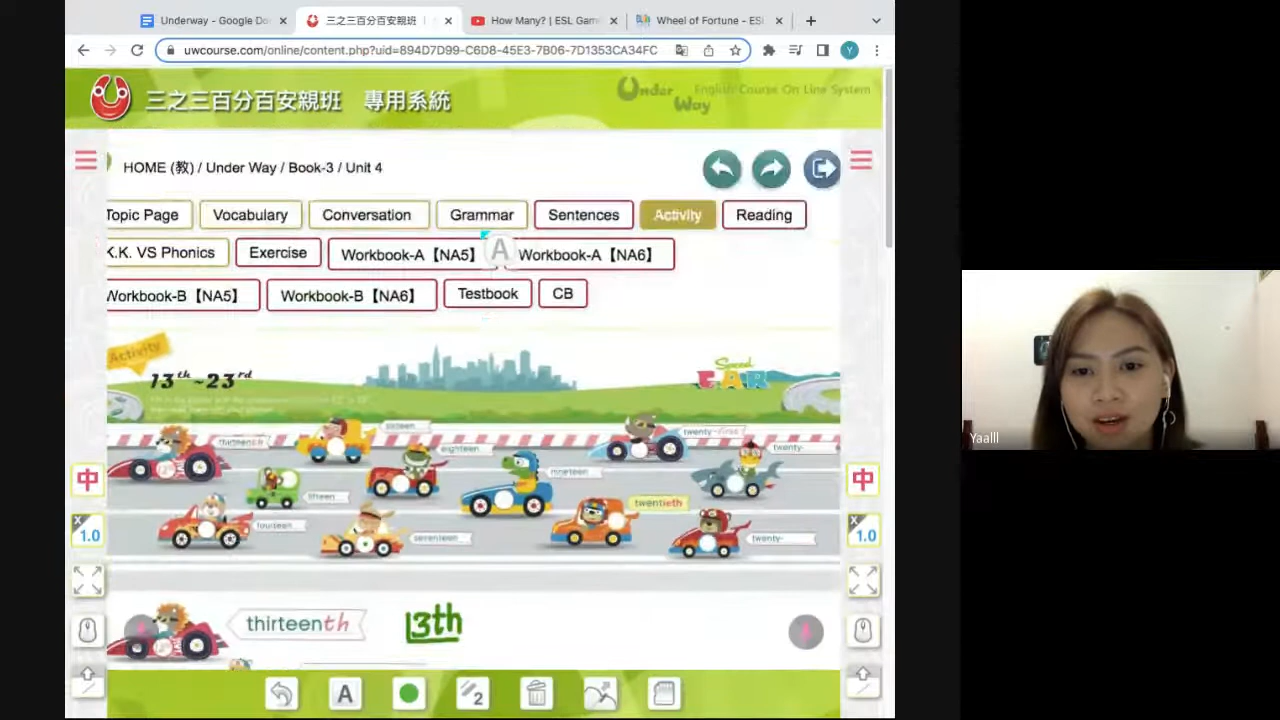 Underway - Google Do
三之三百分百安親班
How Many? | ESL Gam
Wheel of Fortune - ESL
uwcourse.com/online/content.php?uid=894D7D99-C6D8-45E3-7B06-7D1353CA34FC
Y
三之三百分百安親班 專用系統
Under Way
English Course On Line System
HOME (教) / Under Way / Book-3 / Unit 4
Topic Page Vocabulary Conversation Grammar Sentences Activity Reading
K.K. VS Phonics Exercise Workbook-A【NA5】 A Workbook-A【NA6】
Workbook-B【NA5】 Workbook-B【NA6】 Testbook CB
Activity
13th ~23rd
Speed
CAR
sixteen
thirteenth
twenty-first
eighteen
twenty-
nineteen
fifteen
twentieth
fourteen
seventeen
twenty-
中
中
x 1.0
x 1.0
Yaalll
thirteenth 13th
A
2